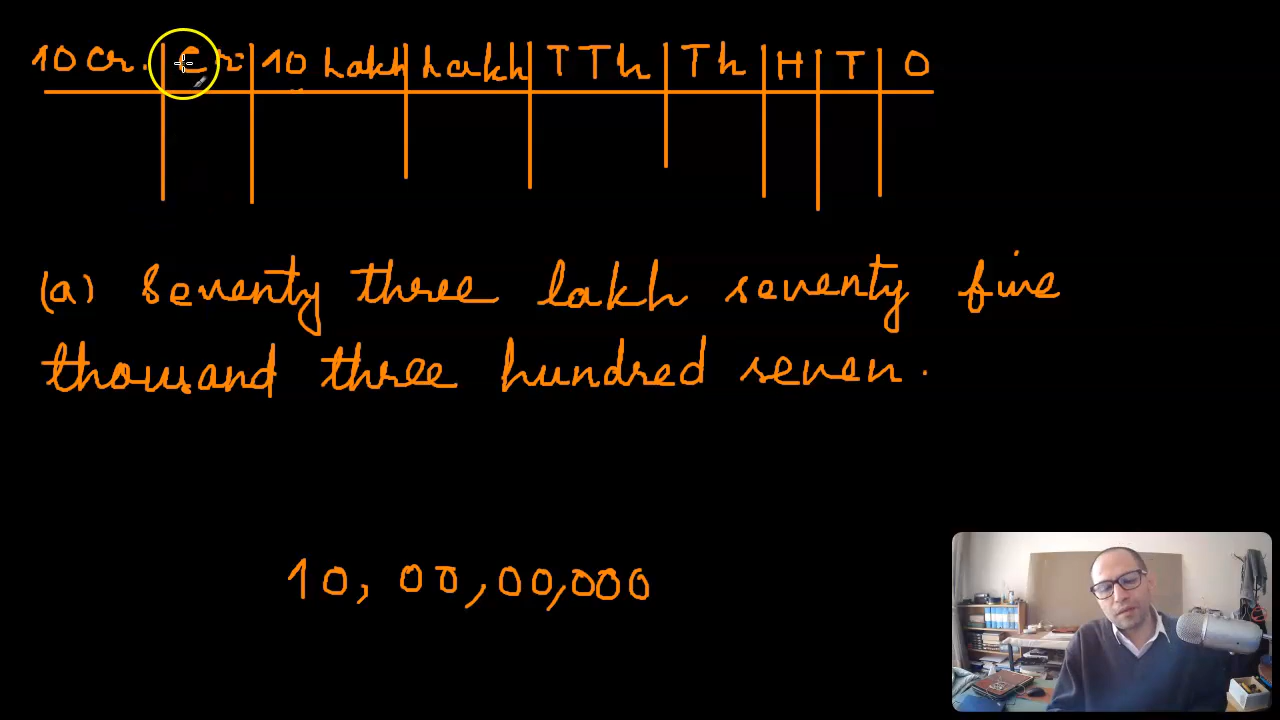 10 Cr. Cr. 10 Lakh Lakh T Th Th H T O
(a) Seventy three lakh seventy five
thousand three hundred seven.
10, 00, 00,000